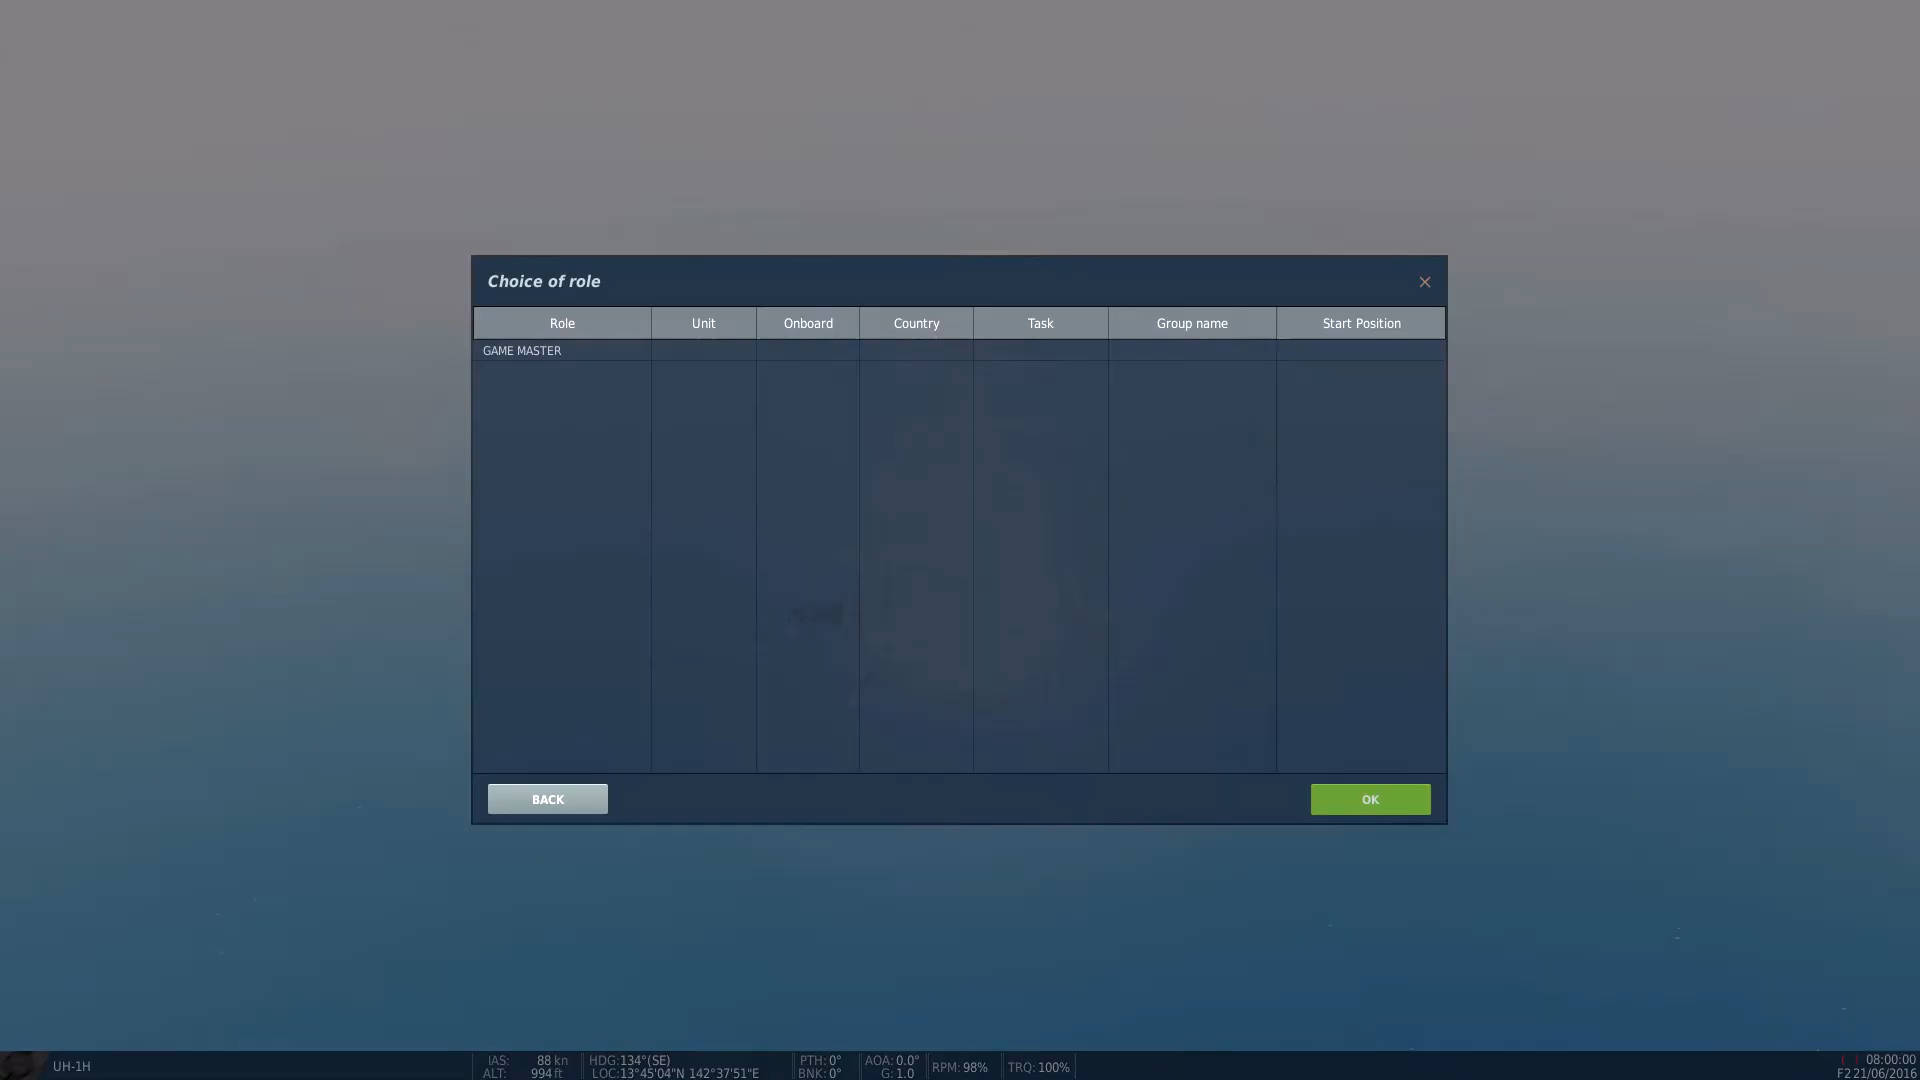 Choice of role
×
Role Unit Onboard Country Task Group name Start Position
GAME MASTER
BACK OK
UH-1H
IAS: 88 kn HDG:134°(SE) PTH: 0° AOA: 0.0° RPM: 98% TRQ: 100% 08:00:00
ALT: 994 ft LOC:13°45'04"N 142°37'51"E BNK: 0° G: 1.0 F2 21/06/2016